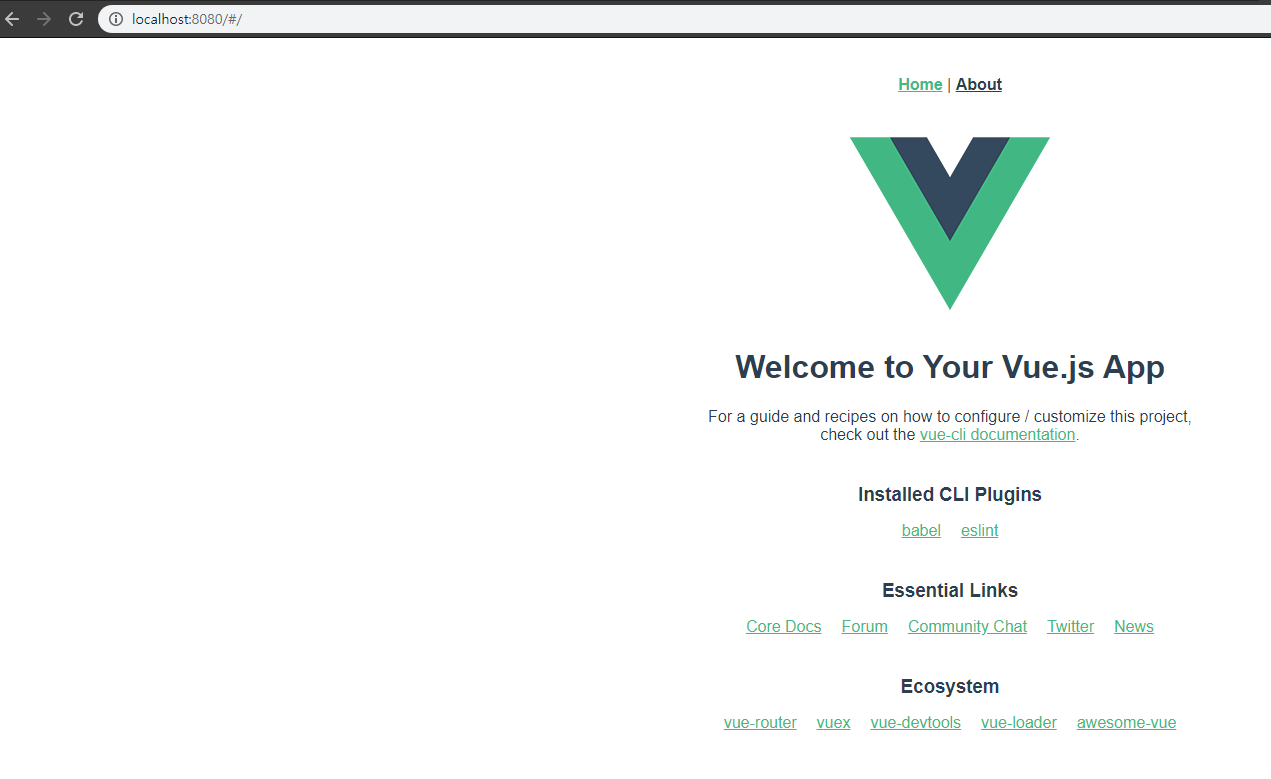 localhost:8080/#/
Home | About
Welcome to Your Vue.js App
For a guide and recipes on how to configure / customize this project,
check out the vue-cli documentation.
Installed CLI Plugins
babel eslint
Essential Links
Core Docs Forum Community Chat Twitter News
Ecosystem
vue-router vuex vue-devtools vue-loader awesome-vue